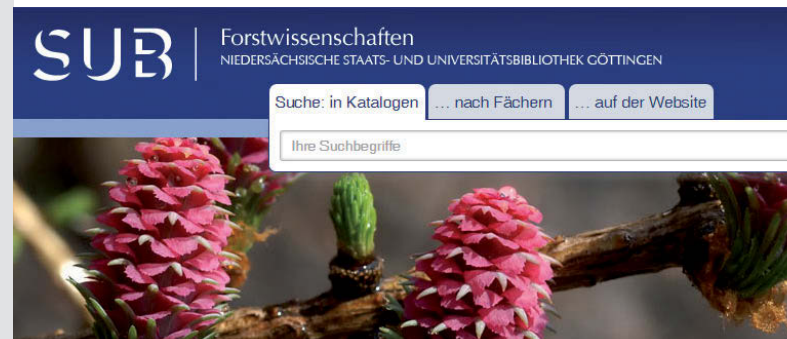 SUB
Forstwissenschaften
NIEDERSÄCHSISCHE STAATS- UND UNIVERSITÄTSBIBLIOTHEK GÖTTINGEN
Suche: in Katalogen … nach Fächern … auf der Website
Ihre Suchbegriffe